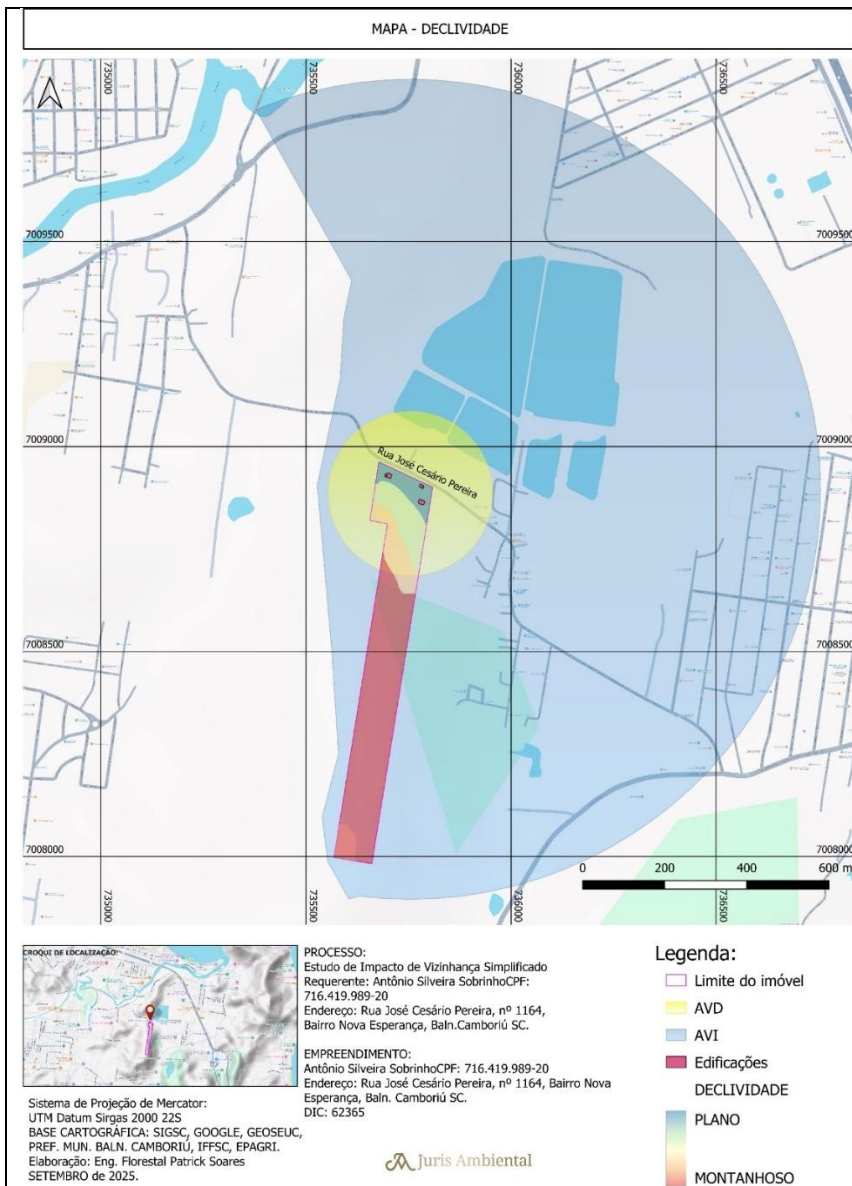 MAPA - DECLIVIDADE
735000
735500
736000
736500
7009500
7009500
7009000
7009000
Rua José Cesário Pereira
7008500
7008500
7008000
7008000
0 200 400 600 m
735000
735500
736000
736500
CROQUI DE LOCALIZAÇÃO:
Sistema de Projeção de Mercator:
UTM Datum Sirgas 2000 22S
BASE CARTOGRÁFICA: SIGSC, GOOGLE, GEOSEUC,
PREF. MUN. BALN. CAMBORIÚ, IFFSC, EPAGRI.
Elaboração: Eng. Florestal Patrick Soares
SETEMBRO de 2025.
PROCESSO:
Estudo de Impacto de Vizinhança Simplificado
Requerente: Antônio Silveira SobrinhoCPF:
716.419.989-20
Endereço: Rua José Cesário Pereira, nº 1164,
Bairro Nova Esperança, Baln.Camboriú SC.
EMPREENDIMENTO:
Antônio Silveira SobrinhoCPF: 716.419.989-20
Endereço: Rua José Cesário Pereira, nº 1164, Bairro Nova
Esperança, Baln. Camboriú SC.
DIC: 62365
Juris Ambiental
Legenda:
Limite do imóvel
AVD
AVI
Edificações
DECLIVIDADE
PLANO
MONTANHOSO